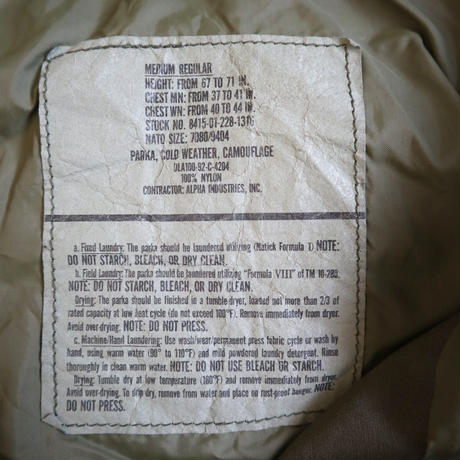 MEDIUM REGULAR
HEIGHT: FROM 67 TO 71 IN.
CHEST MN: FROM 37 TO 41 IN.
CHEST WN: FROM 40 TO 44 IN.
STOCK NO. 8415-01-228-1316
NATO SIZE: 7080/9404
PARKA, COLD WEATHER, CAMOUFLAGE
DLA100-92-C-4204
100% NYLON
CONTRACTOR: ALPHA INDUSTRIES, INC.
a. Fixed Laundry: The parka should be laundered utilizing (Natick Formula 1) NOTE:
DO NOT STARCH, BLEACH, OR DRY CLEAN.
b. Field Laundry: The parka should be laundered utilizing "Formula VIII" of TM 10-280.
NOTE: DO NOT STARCH, BLEACH, OR DRY CLEAN.
Drying: The parka should be finished in a tumble-dryer, loaded not more than 2/3 of
rated capacity at low heat cycle (do not exceed 180°F). Remove immediately from dryer.
Avoid over-drying. NOTE: DO NOT PRESS.
c. Machine/Hand Laundering: Use wash/wear/permanent press fabric cycle or wash by
hand, using warm water (90° to 110°F) and mild powdered laundry detergent. Rinse
thoroughly in clean warm water. NOTE: DO NOT USE BLEACH OR STARCH.
Drying: Tumble dry at low temperature (160°F) and remove immediately from dryer.
Avoid over-drying. To drip dry, remove from water and place on rust-proof hanger. NOTE:
DO NOT PRESS.